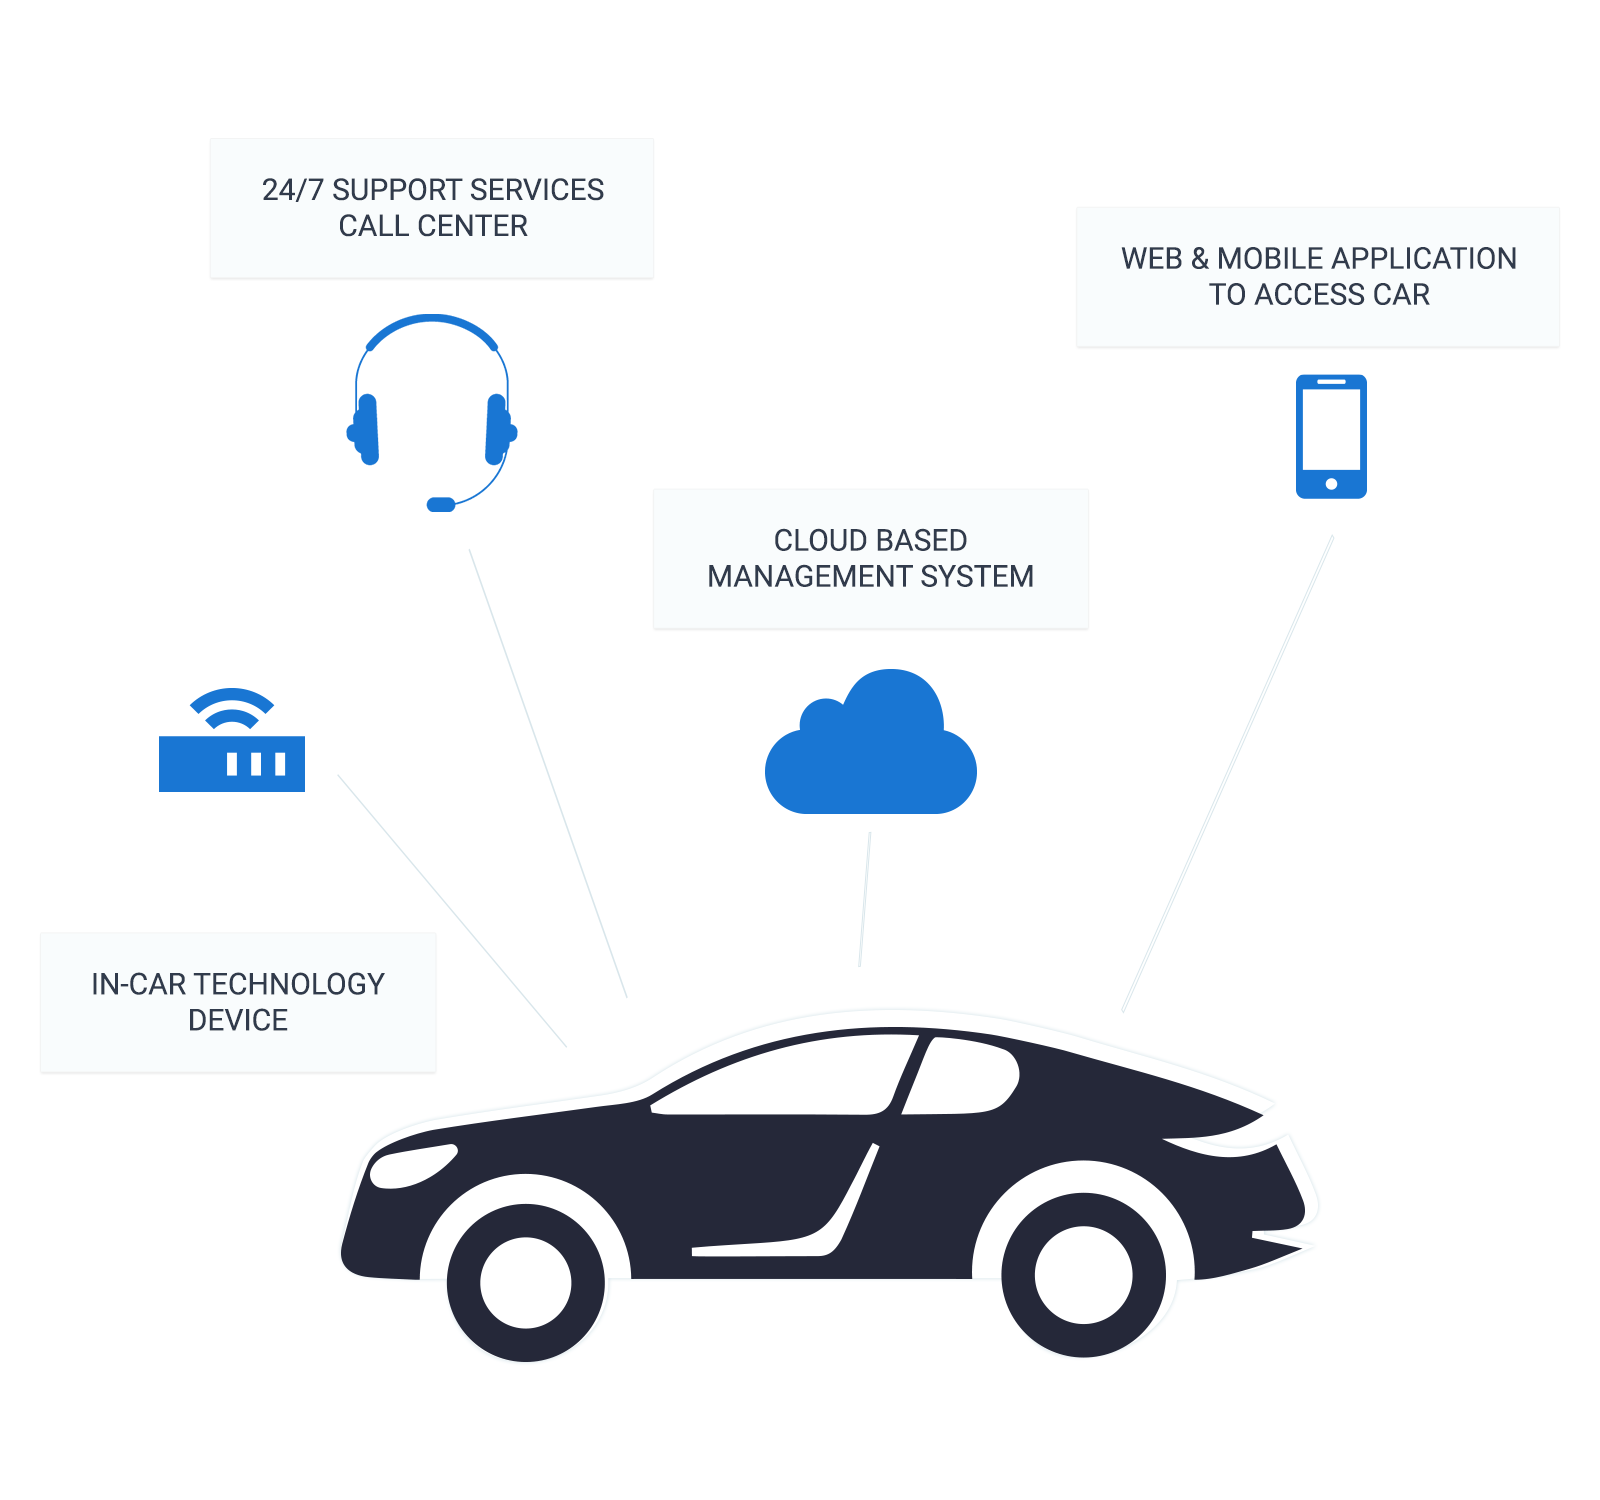 24/7 SUPPORT SERVICES
CALL CENTER
WEB & MOBILE APPLICATION
TO ACCESS CAR
CLOUD BASED
MANAGEMENT SYSTEM
IN-CAR TECHNOLOGY
DEVICE